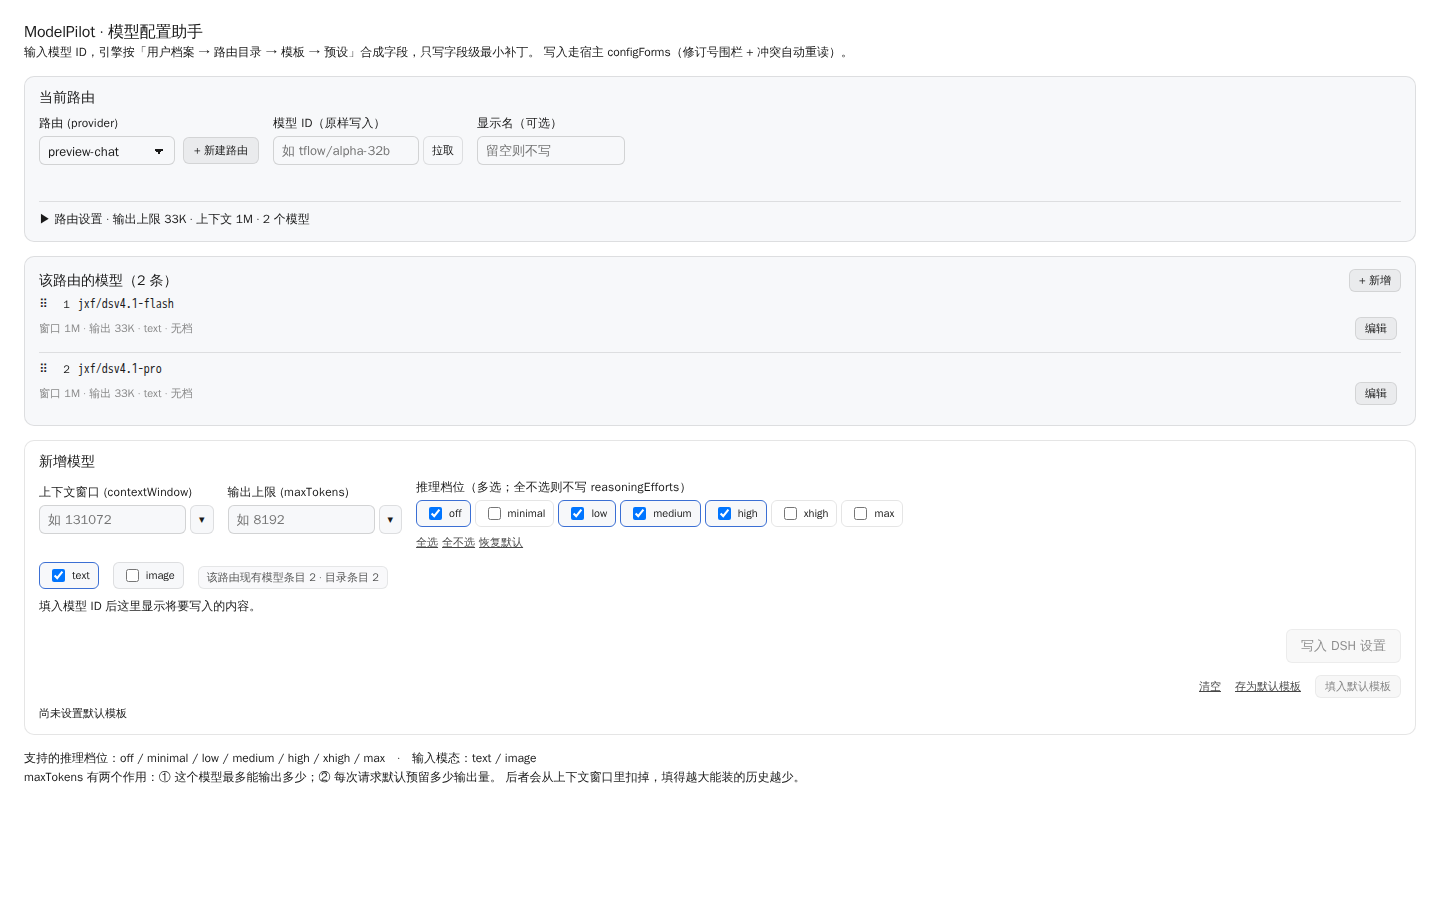 ModelPilot · 模型配置助手
输入模型 ID，引擎按「用户档案 → 路由目录 → 模板 → 预设」合成字段，只写字段级最小补丁。 写入走宿主 configForms（修订号围栏 + 冲突自动重读）。
当前路由
路由 (provider) 模型 ID（原样写入） 显示名（可选）
preview-chat + 新建路由 如 tflow/alpha-32b 拉取 留空则不写
▶ 路由设置 · 输出上限 33K · 上下文 1M · 2 个模型
该路由的模型（2 条） + 新增
⠿ 1 jxf/dsv4.1-flash
窗口 1M · 输出 33K · text · 无档 编辑
⠿ 2 jxf/dsv4.1-pro
窗口 1M · 输出 33K · text · 无档 编辑
新增模型
上下文窗口 (contextWindow) 输出上限 (maxTokens) 推理档位（多选；全不选则不写 reasoningEfforts）
如 131072 ▼ 如 8192 ▼ off minimal low medium high xhigh max
全选 全不选 恢复默认
text image 该路由现有模型条目 2 · 目录条目 2
填入模型 ID 后这里显示将要写入的内容。
写入 DSH 设置
清空 存为默认模板 填入默认模板
尚未设置默认模板
支持的推理档位：off / minimal / low / medium / high / xhigh / max · 输入模态：text / image
maxTokens 有两个作用：① 这个模型最多能输出多少；② 每次请求默认预留多少输出量。 后者会从上下文窗口里扣掉，填得越大能装的历史越少。